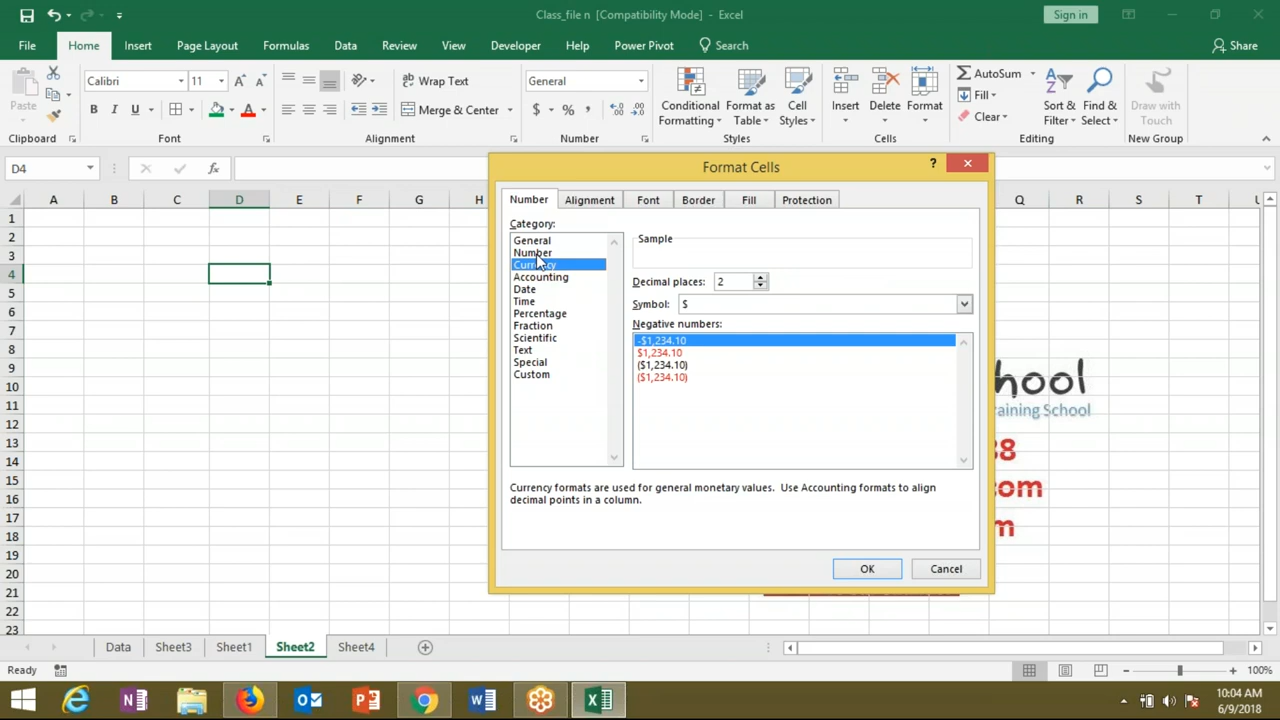 Class_file n [Compatibility Mode] - Excel
Sign in
File Home Insert Page Layout Formulas Data Review View Developer Help Power Pivot Search Share
Paste
Calibri 11
B I U
A A
A
Wrap Text
Merge & Center
General
$ % ,
Conditional Formatting
Format as Table
Cell Styles
Insert
Delete
Format
AutoSum
Fill
Clear
Sort & Filter
Find & Select
Draw with Touch
Clipboard Font Alignment Number Styles Cells Editing New Group
D4
fx
Format Cells
?
A B C D E F G H Q R S T
1
2
3
4
5
6
7
8
9
10
11
12
13
14
15
16
17
18
19
20
21
22
23
Number Alignment Font Border Fill Protection
Category:
General
Number
Currency
Accounting
Date
Time
Percentage
Fraction
Scientific
Text
Special
Custom
Sample
Decimal places: 2
Symbol: $
Negative numbers:
-$1,234.10
$1,234.10
($1,234.10)
($1,234.10)
Currency formats are used for general monetary values. Use Accounting formats to align
decimal points in a column.
OK Cancel
hool
raining School
38
com
m
Data Sheet3 Sheet1 Sheet2 Sheet4
Ready
100%
10:04 AM
6/9/2018